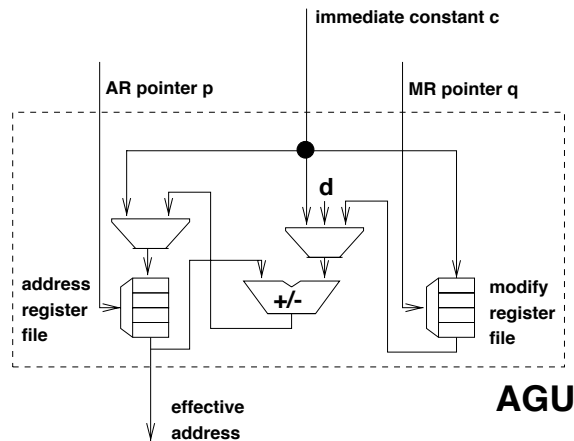 immediate constant c
AR pointer p
MR pointer q
d
address
register
file
+/-
modify
register
file
AGU
effective
address